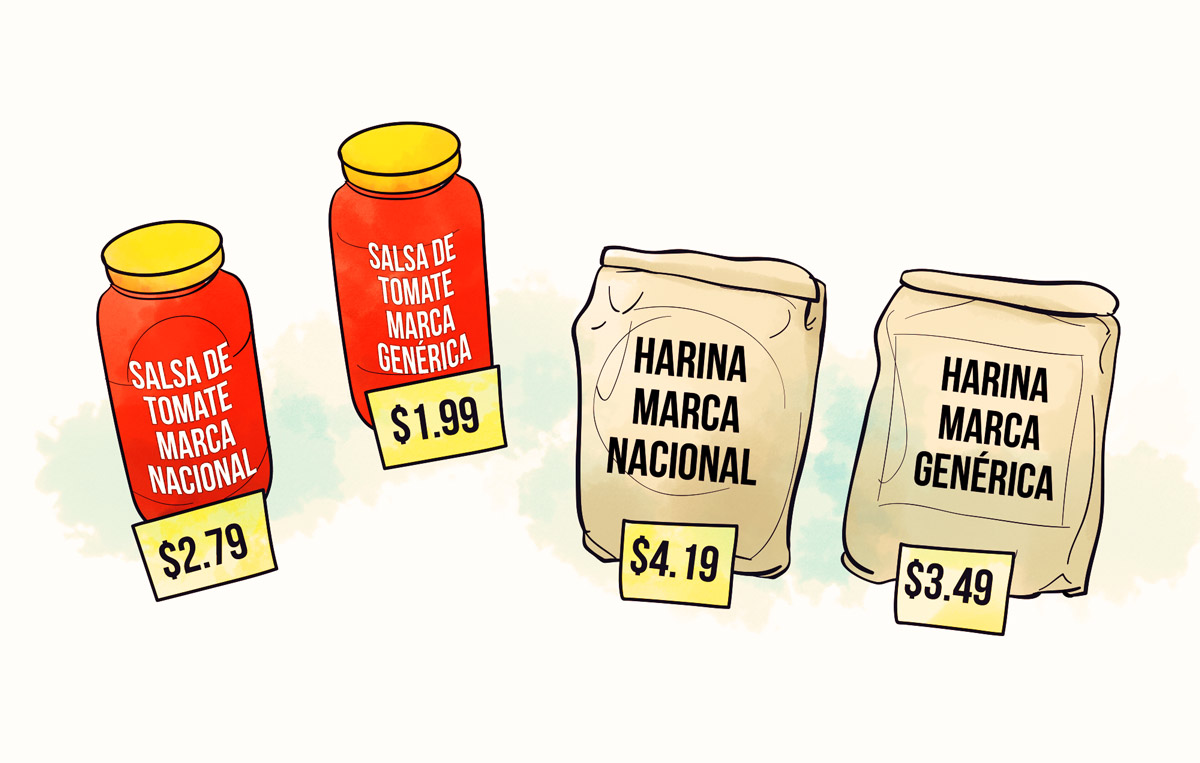 SALSA DE
TOMATE
MARCA
NACIONAL
$2.79
SALSA DE
TOMATE
MARCA
GENÉRICA
$1.99
HARINA
MARCA
NACIONAL
$4.19
HARINA
MARCA
GENÉRICA
$3.49